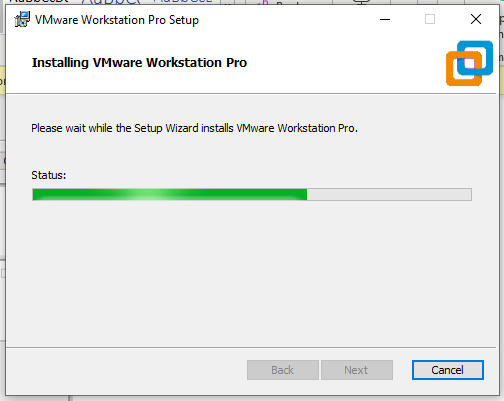 VMware Workstation Pro Setup
Installing VMware Workstation Pro
Please wait while the Setup Wizard installs VMware Workstation Pro.
Status:
Back
Next
Cancel